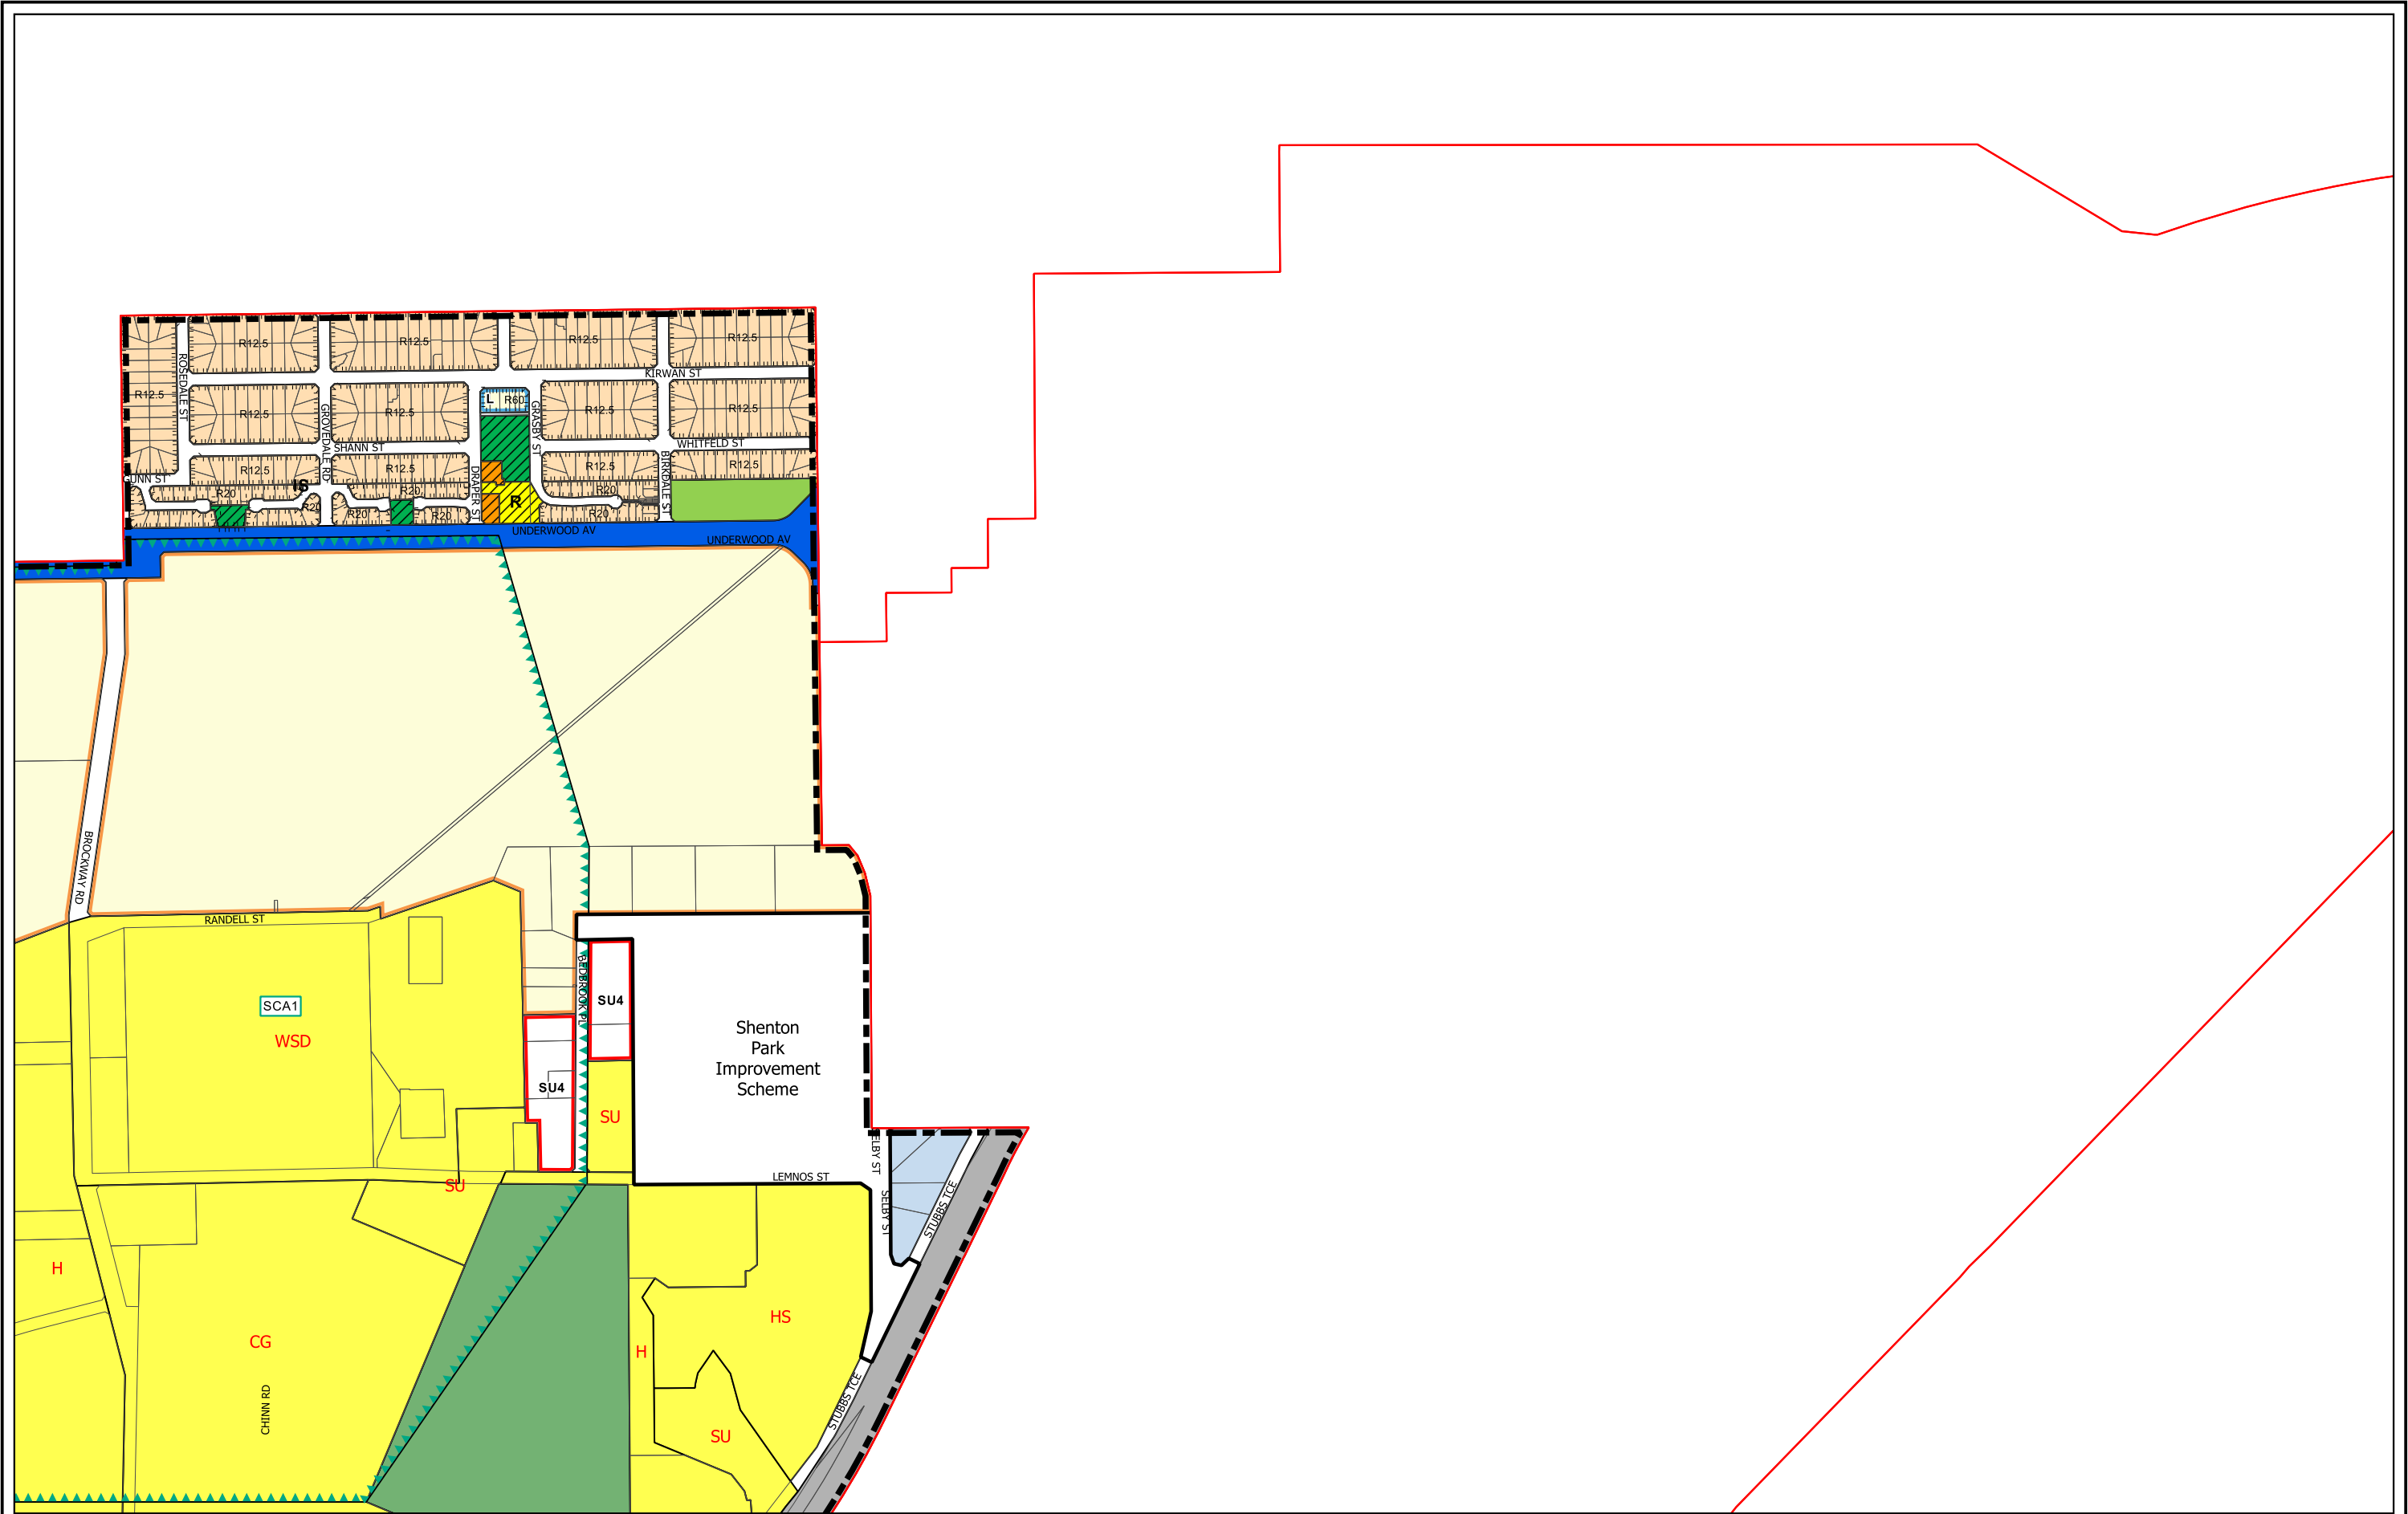 R12.5
R12.5
R12.5
R12.5
KIRWAN ST
ROSEDALE ST
R12.5
R12.5
GROVEDALE RD
R12.5
L
R60
GRASBY ST
R12.5
R12.5
SHANN ST
WHITFELD ST
R12.5
R12.5
DRAPER ST
R12.5
BIRKDALE ST
R12.5
GUNN ST
R20
IS
R20
R20
R20
R20
R20
R
R20
UNDERWOOD AV
UNDERWOOD AV
BROCKWAY RD
RANDELL ST
SCA1
WSD
BEDBROOK PL
SU4
SU4
SU
Shenton
Park
Improvement
Scheme
ELBY ST
LEMNOS ST
SELBY ST
STUBBS TCE
SU
H
HS
CG
H
CHINN RD
STUBBS TCE
SU